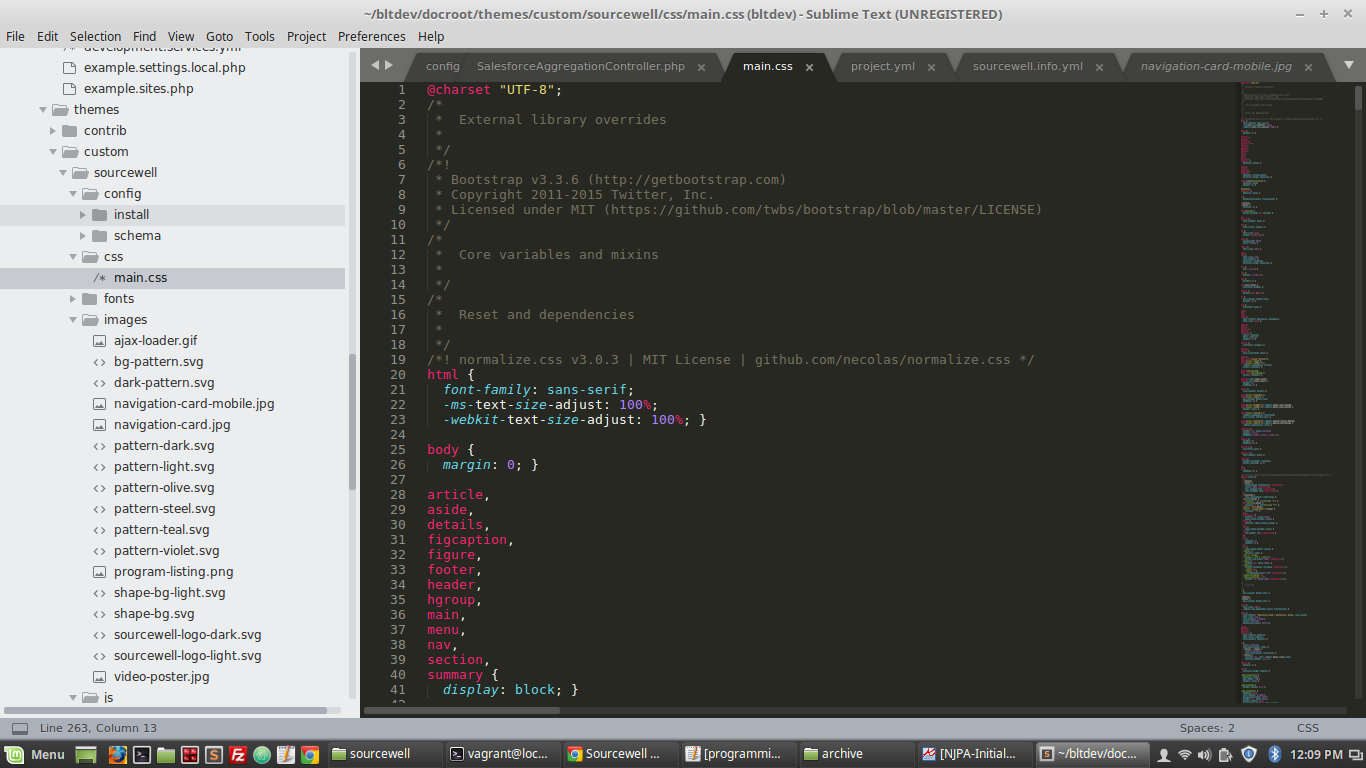 ~/bltdev/docroot/themes/custom/sourcewell/css/main.css (bltdev) - Sublime Text (UNREGISTERED)
File Edit Selection Find View Goto Tools Project Preferences Help
development.services.yml
example.settings.local.php
example.sites.php
themes
contrib
custom
sourcewell
config
install
schema
css
/* main.css
fonts
images
ajax-loader.gif
bg-pattern.svg
dark-pattern.svg
navigation-card-mobile.jpg
navigation-card.jpg
pattern-dark.svg
pattern-light.svg
pattern-olive.svg
pattern-steel.svg
pattern-teal.svg
pattern-violet.svg
program-listing.png
shape-bg-light.svg
shape-bg.svg
sourcewell-logo-dark.svg
sourcewell-logo-light.svg
video-poster.jpg
js
config SalesforceAggregationController.php main.css project.yml sourcewell.info.yml navigation-card-mobile.jpg
1 @charset "UTF-8";
2 /*
3 * External library overrides
4 *
5 */
6 /*!
7 * Bootstrap v3.3.6 (http://getbootstrap.com)
8 * Copyright 2011-2015 Twitter, Inc.
9 * Licensed under MIT (https://github.com/twbs/bootstrap/blob/master/LICENSE)
10 */
11 /*
12 * Core variables and mixins
13 *
14 */
15 /*
16 * Reset and dependencies
17 *
18 */
19 /*! normalize.css v3.0.3 | MIT License | github.com/necolas/normalize.css */
20 html {
21 font-family: sans-serif;
22 -ms-text-size-adjust: 100%;
23 -webkit-text-size-adjust: 100%; }
24
25 body {
26 margin: 0; }
27
28 article,
29 aside,
30 details,
31 figcaption,
32 figure,
33 footer,
34 header,
35 hgroup,
36 main,
37 menu,
38 nav,
39 section,
40 summary {
41 display: block; }
42
Line 263, Column 13 Spaces: 2 CSS
Menu sourcewell vagrant@loc... Sourcewell ... [programmi... archive [NJPA-Initial... ~/bltdev/doc... 12:09 PM